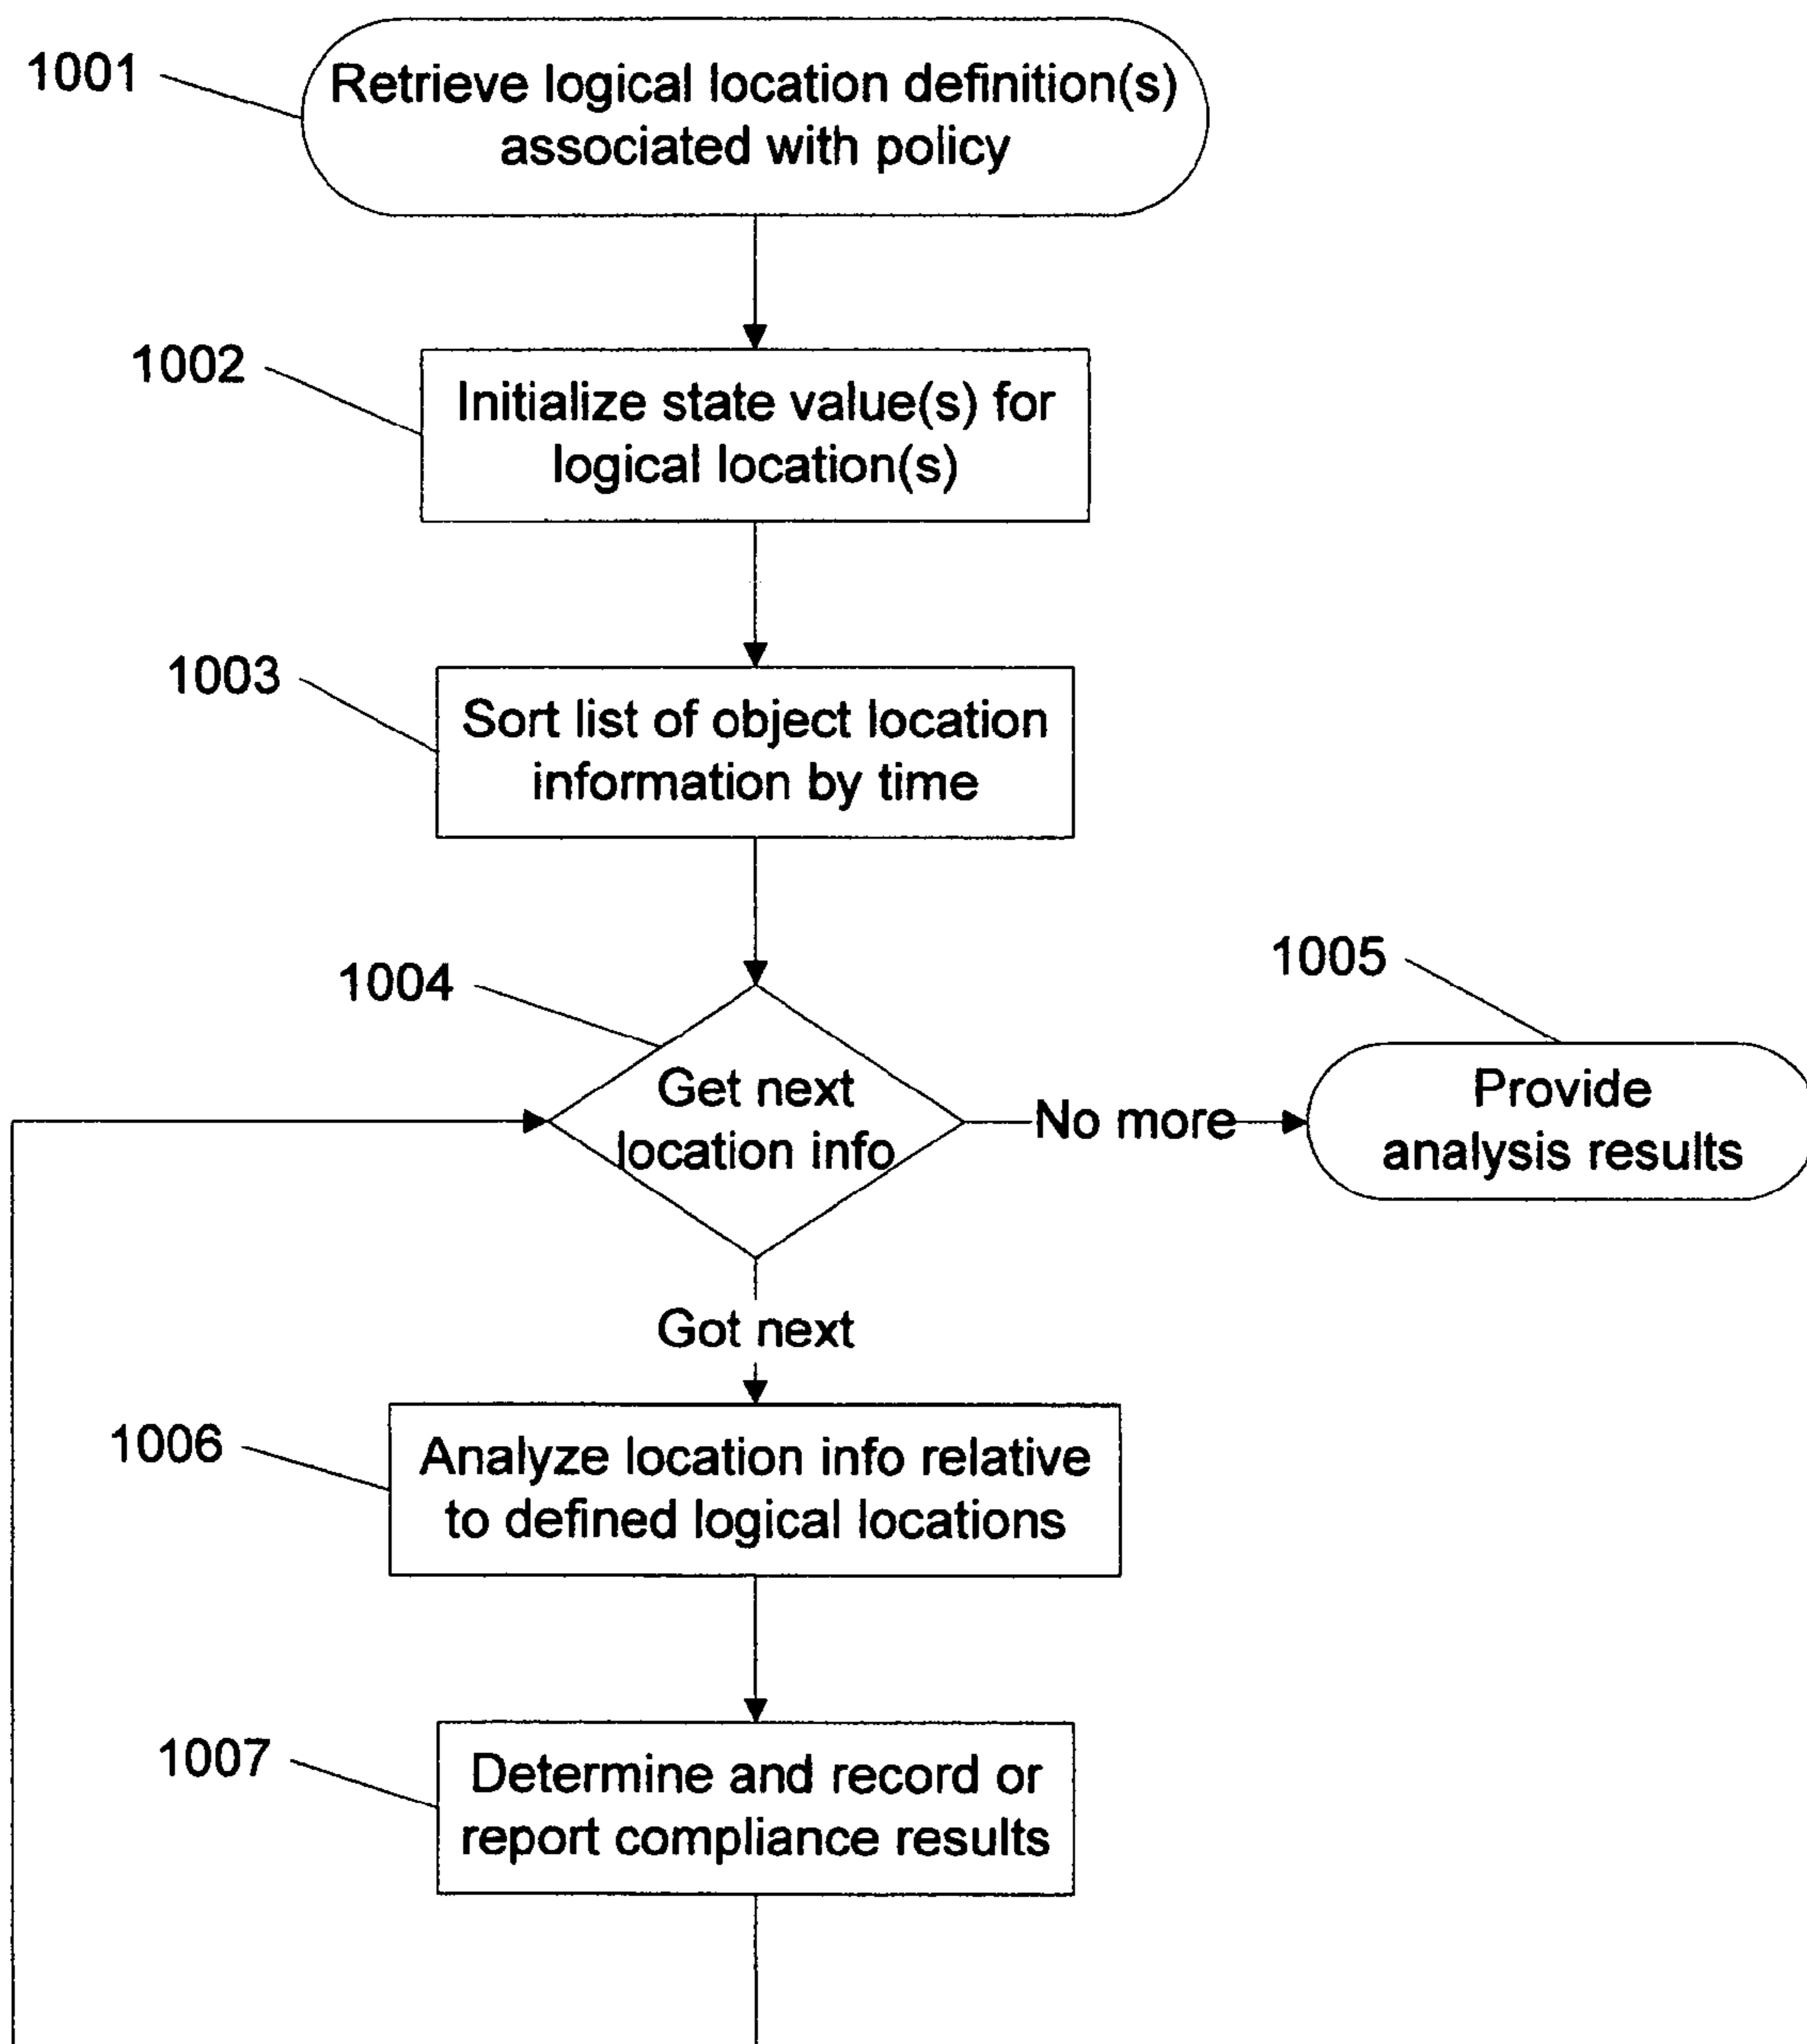 1001
Retrieve logical location definition(s)
associated with policy
1002
Initialize state value(s) for
logical location(s)
1003
Sort list of object location
information by time
1004
Get next
location info
No more
1005
Provide
analysis results
Got next
1006
Analyze location info relative
to defined logical locations
1007
Determine and record or
report compliance results